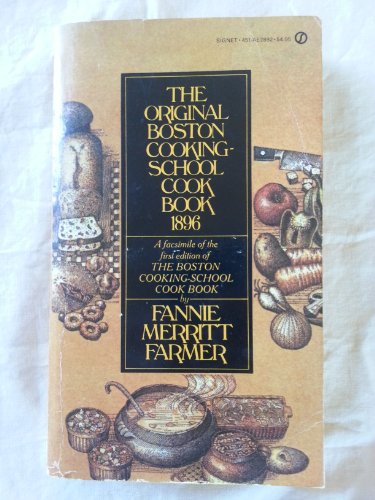 SIGNET • 451-AE2892 • $4.95
THE
ORIGINAL
BOSTON
COOKING-
SCHOOL
COOK
BOOK
1896
A facsimile of the
first edition of
THE BOSTON
COOKING-SCHOOL
COOK BOOK
by
FANNIE
MERRITT
FARMER